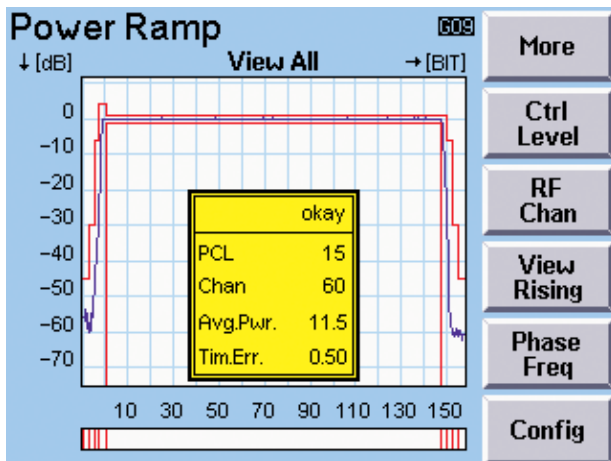 Power Ramp
G09
↓ [dB]
View All
→ [BIT]
0
-10
-20
-30
-40
-50
-60
-70
okay
PCL 15
Chan 60
Avg.Pwr. 11.5
Tim.Err. 0.50
10 30 50 70 90 110 130 150
More
Ctrl
Level
RF
Chan
View
Rising
Phase
Freq
Config